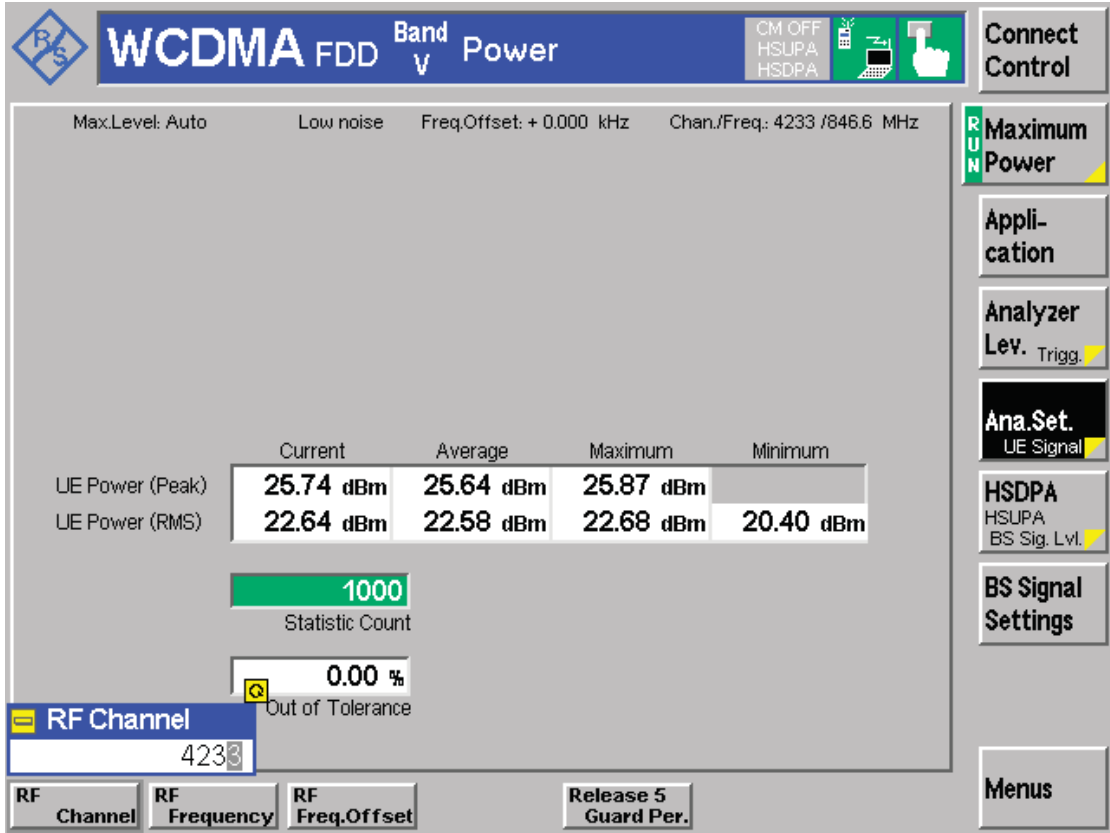 R/S WCDMA FDD Band V Power CM OFF HSUPA HSDPA
Connect Control
Max.Level: Auto Low noise Freq.Offset: + 0.000 kHz Chan./Freq.: 4233 /846.6 MHz
RUN Maximum Power
Appli-
cation
Analyzer
Lev. Trigg.
Ana.Set.
UE Signal
Current Average Maximum Minimum
UE Power (Peak) 25.74 dBm 25.64 dBm 25.87 dBm
UE Power (RMS) 22.64 dBm 22.58 dBm 22.68 dBm 20.40 dBm
HSDPA
HSUPA
BS Sig. Lvl.
1000
Statistic Count
BS Signal
Settings
0.00 %
Out of Tolerance
RF Channel
4233
Menus
RF Channel
RF Frequency
RF Freq.Offset
Release 5 Guard Per.